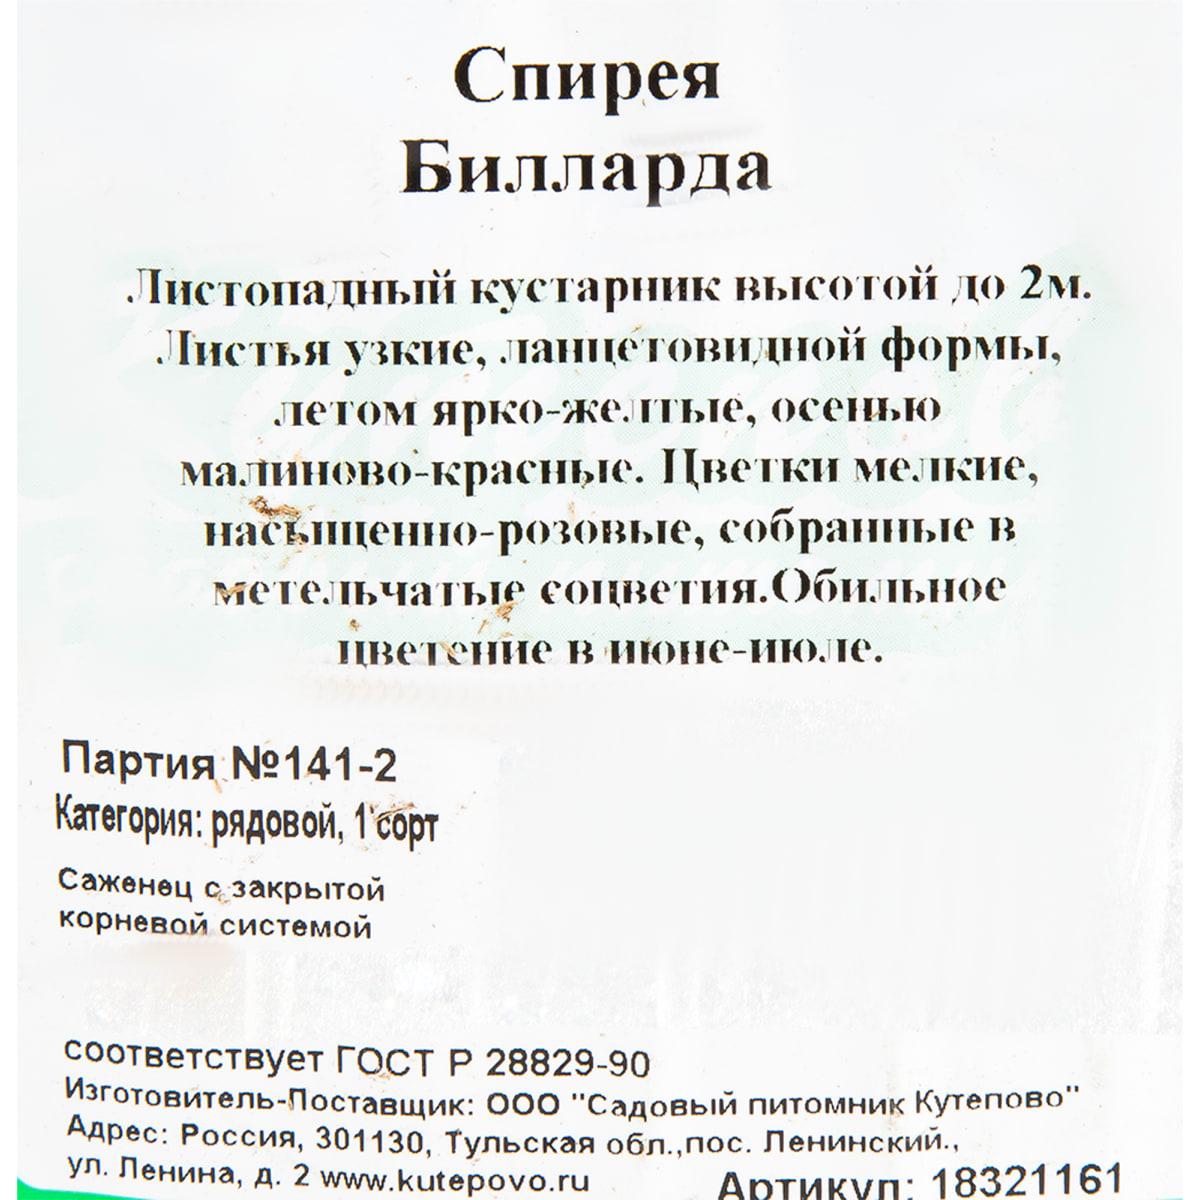 Спирея
Билларда
Листопадный кустарник высотой до 2м.
Листья узкие, ланцетовидной формы,
летом ярко-желтые, осенью
малиново-красные. Цветки мелкие,
насыщенно-розовые, собранные в
метельчатые соцветия.Обильное
цветение в июне-июле.
Партия №141-2
Категория: рядовой, 1 сорт
Саженец с закрытой
корневой системой
соответствует ГОСТ Р 28829-90
Изготовитель-Поставщик: ООО "Садовый питомник Кутепово"
Адрес: Россия, 301130, Тульская обл.,пос. Ленинский.,
ул. Ленина, д. 2 www.kutepovo.ru
Артикул: 18321161